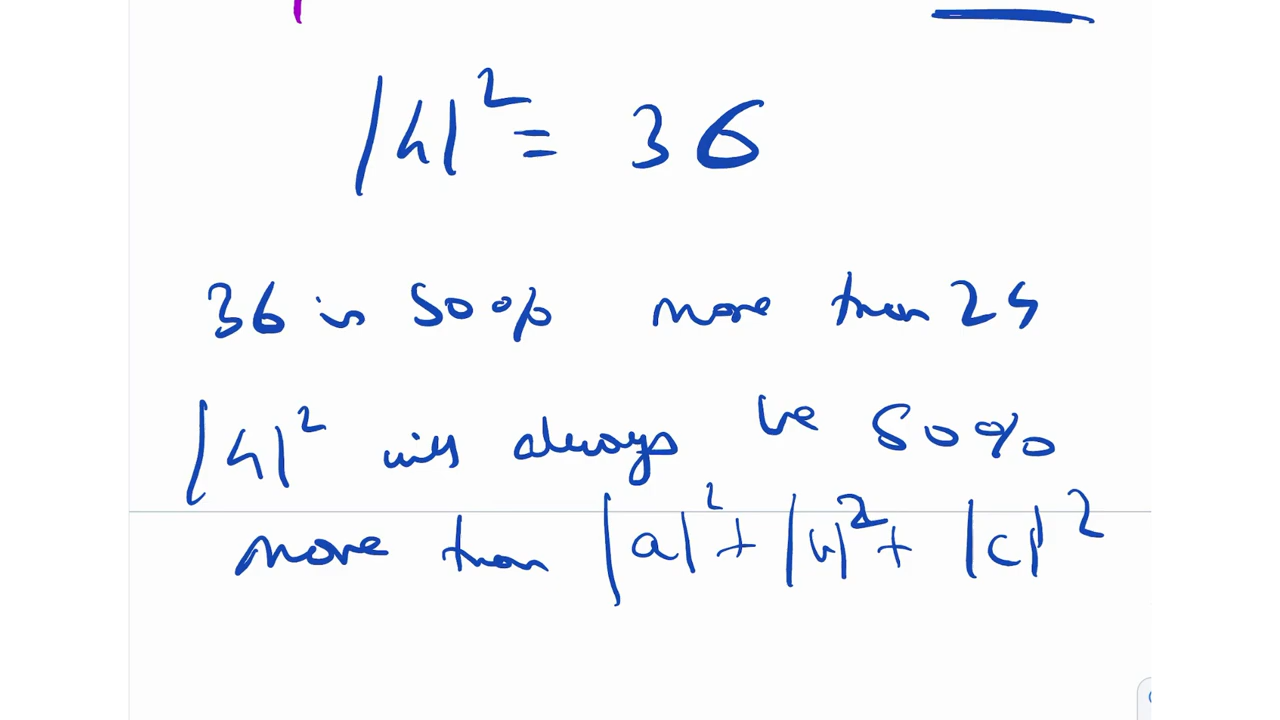 |h|² = 36
36 is 50% more than 24
|h|² will always be 50%
more than |a|² + |b|² + |c|²